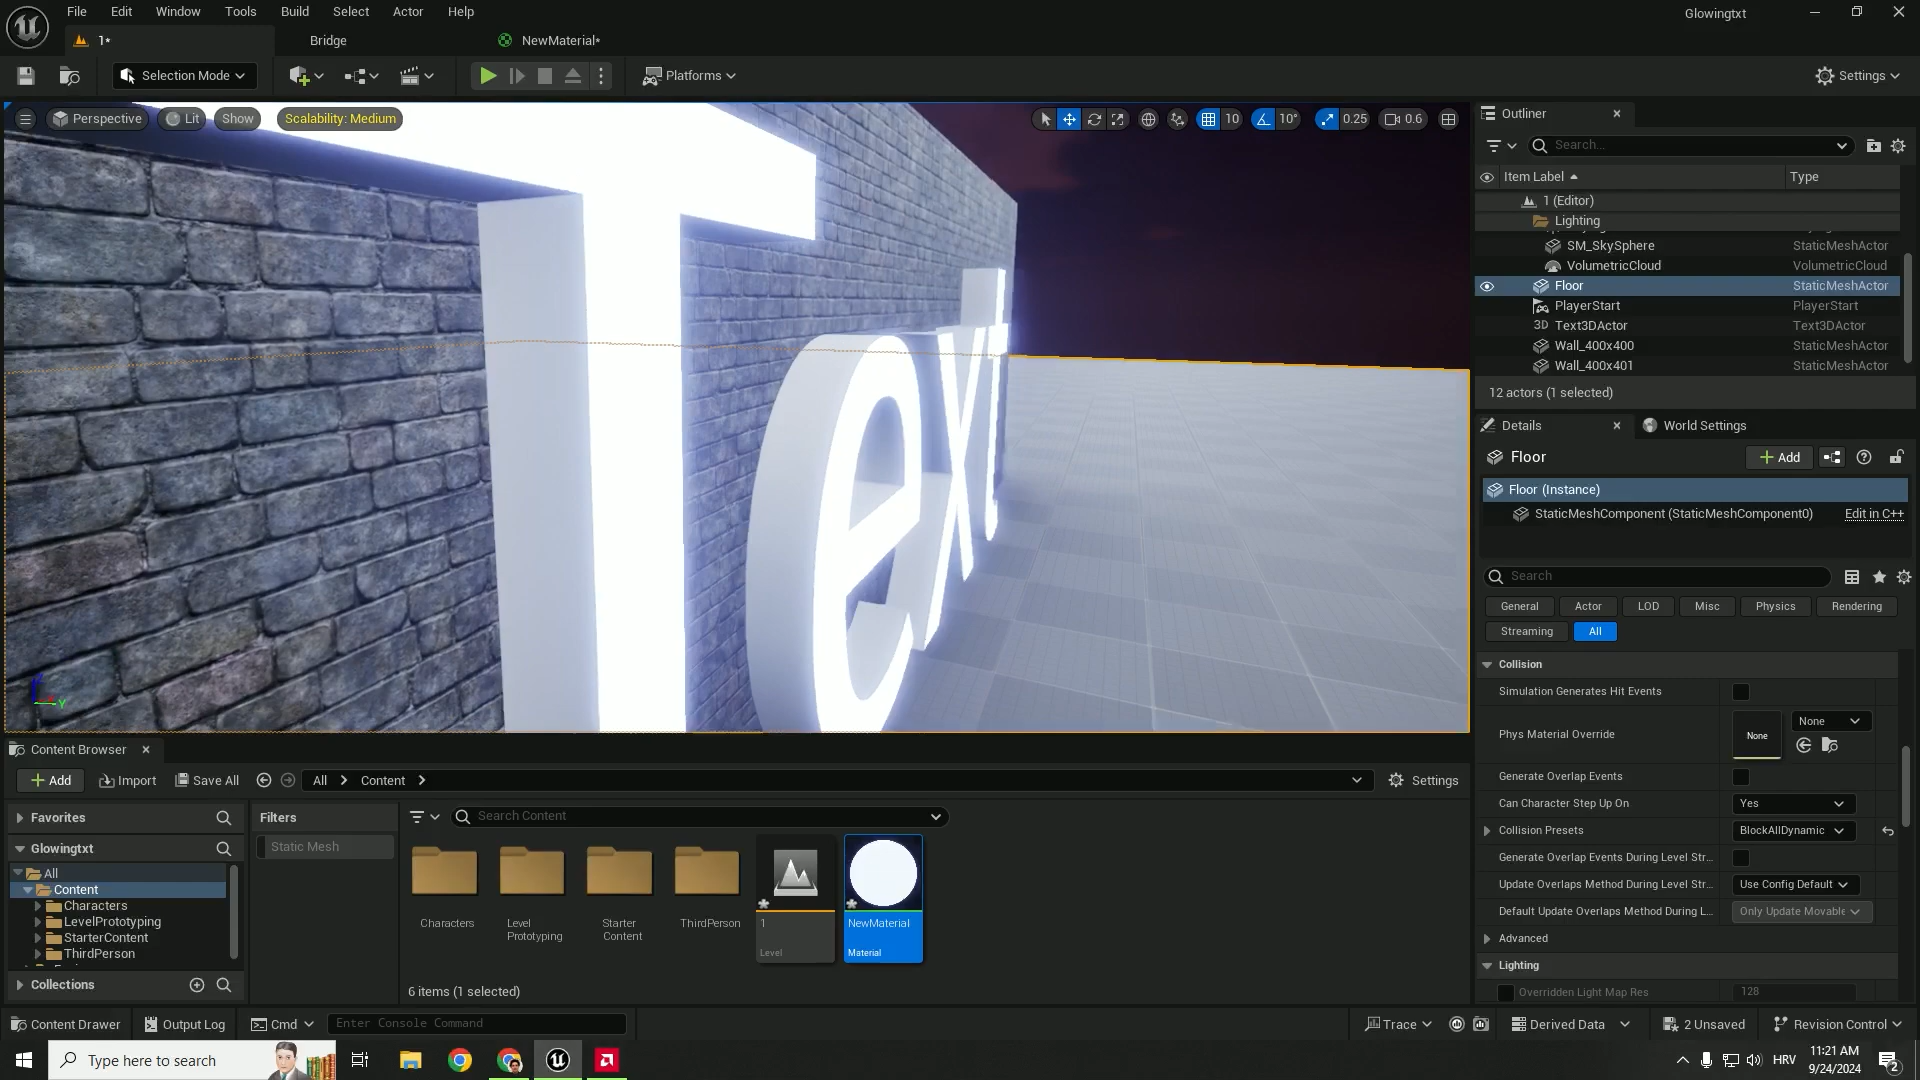 File Edit Window Tools Build Select Actor Help
Glowingtxt
1*
Bridge
NewMaterial*
Selection Mode
Platforms
Settings
Perspective
Lit
Show
Scalability: Medium
10
10°
0.25
0.6
Text
Outliner
Search...
Item Label
Type
1 (Editor)
Lighting
SM_SkySphere StaticMeshActor
VolumetricCloud VolumetricCloud
Floor StaticMeshActor
PlayerStart PlayerStart
3D Text3DActor Text3DActor
Wall_400x400 StaticMeshActor
Wall_400x401 StaticMeshActor
12 actors (1 selected)
Details
World Settings
Floor
Add
Floor (Instance)
StaticMeshComponent (StaticMeshComponent0) Edit in C++
Search
General Actor LOD Misc Physics Rendering
Streaming All
Collision
Simulation Generates Hit Events
Phys Material Override
None
None
Generate Overlap Events
Can Character Step Up On Yes
Collision Presets BlockAllDynamic
Generate Overlap Events During Level Str...
Update Overlaps Method During Level Str... Use Config Default
Default Update Overlaps Method During L... Only Update Movable
Advanced
Lighting
Overridden Light Map Res 128
Content Browser
Add Import Save All All Content Settings
Favorites
Glowingtxt
All
Content
Characters
LevelPrototyping
StarterContent
ThirdPerson
Collections
Filters
Static Mesh
Search Content
Characters
Level
Prototyping
Starter
Content
ThirdPerson
1
Level
NewMaterial
Material
6 items (1 selected)
Content Drawer Output Log Cmd Enter Console Command
Trace Derived Data 2 Unsaved Revision Control
Type here to search
HRV
11:21 AM
9/24/2024
2